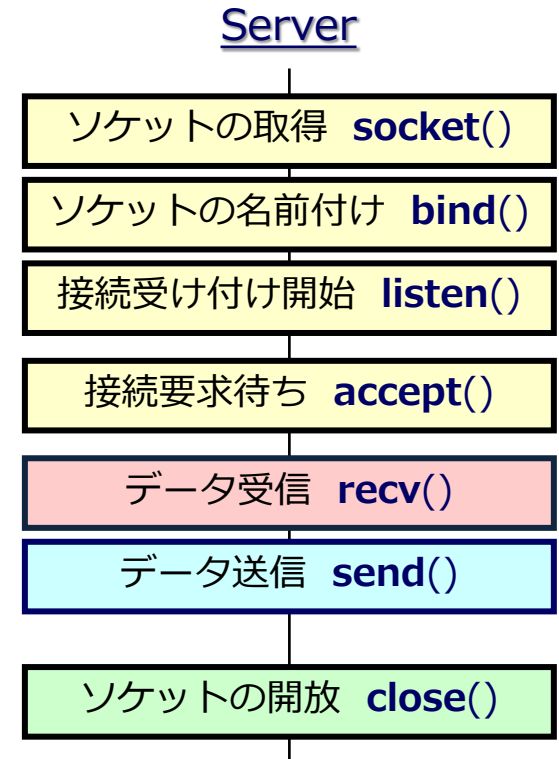 Server
ソケットの取得 socket()
ソケットの名前付け bind()
接続受け付け開始 listen()
接続要求待ち accept()
データ受信 recv()
データ送信 send()
ソケットの開放 close()